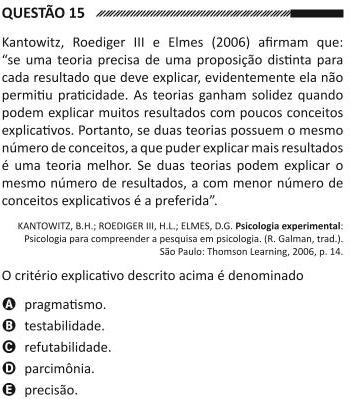 QUESTÃO 15
Kantowitz, Roediger III e Elmes (2006) afirmam que:
“se uma teoria precisa de uma proposição distinta para
cada resultado que deve explicar, evidentemente ela não
permitiu praticidade. As teorias ganham solidez quando
podem explicar muitos resultados com poucos conceitos
explicativos. Portanto, se duas teorias possuem o mesmo
número de conceitos, a que puder explicar mais resultados
é uma teoria melhor. Se duas teorias podem explicar o
mesmo número de resultados, a com menor número de
conceitos explicativos é a preferida”.
KANTOWITZ, B.H.; ROEDIGER III, H.L.; ELMES, D.G. Psicologia experimental:
Psicologia para compreender a pesquisa em psicologia. (R. Galman, trad.).
São Paulo: Thomson Learning, 2006, p. 14.
O critério explicativo descrito acima é denominado
A pragmatismo.
B testabilidade.
C refutabilidade.
D parcimônia.
E precisão.